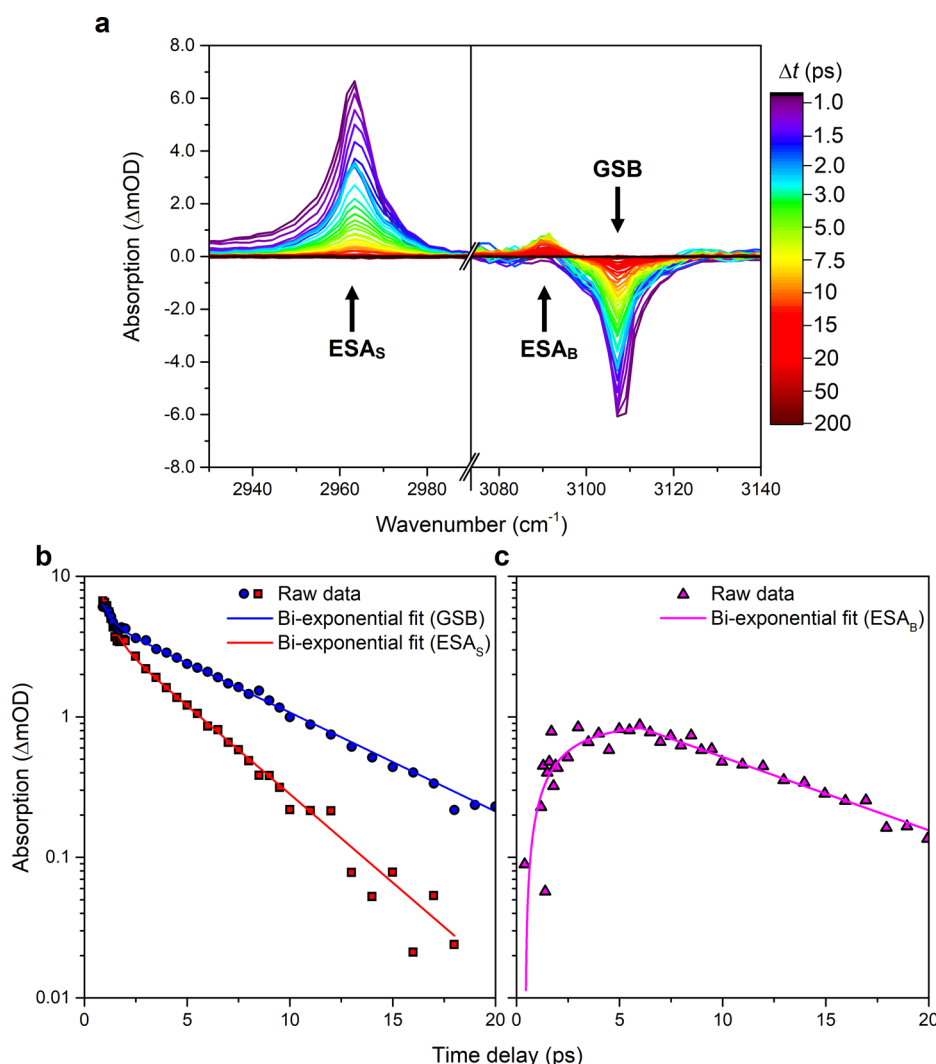 a
8.0
6.0
4.0
2.0
0.0
-2.0
-4.0
-6.0
-8.0
Absorption (ΔmOD)
ESA_S
ESA_B
GSB
2940 2960 2980 3080 3100 3120 3140
Wavenumber (cm⁻¹)
Δt (ps)
1.0
1.5
2.0
3.0
5.0
7.5
10
15
20
50
200
b
10
1
0.1
0.01
Absorption (ΔmOD)
Raw data
Bi-exponential fit (GSB)
Bi-exponential fit (ESA_S)
0 5 10 15 20
c
Raw data
Bi-exponential fit (ESA_B)
0 5 10 15 20
Time delay (ps)